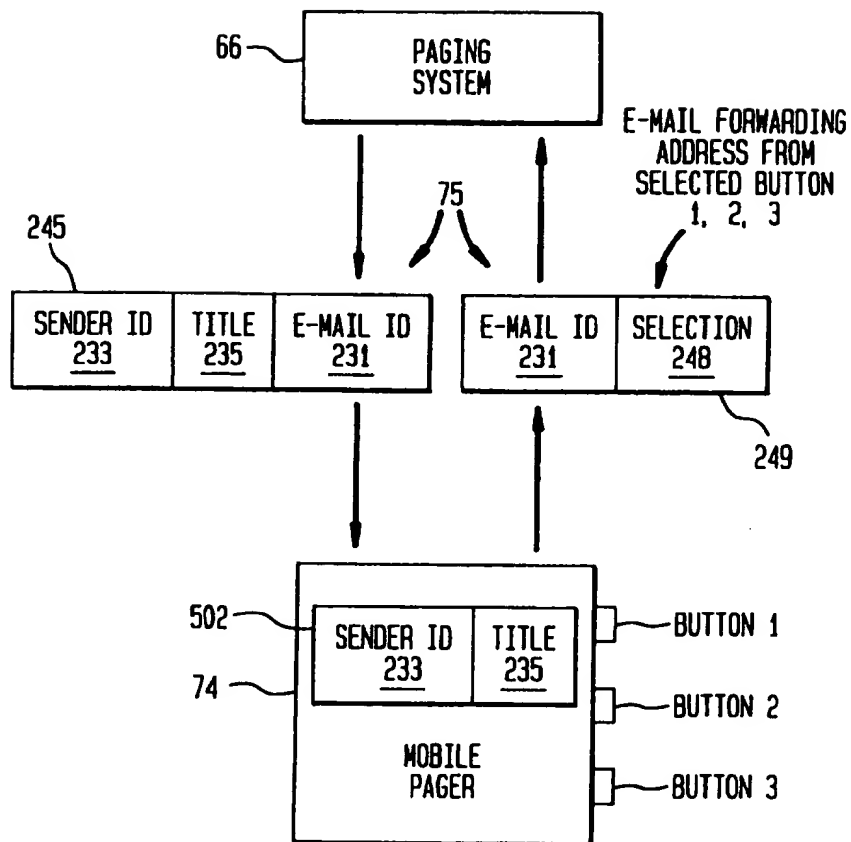 66
PAGING
SYSTEM
E-MAIL FORWARDING
ADDRESS FROM
SELECTED BUTTON
1, 2, 3
75
245
SENDER ID
233
TITLE
235
E-MAIL ID
231
E-MAIL ID
231
SELECTION
248
249
502
SENDER ID
233
TITLE
235
74
MOBILE
PAGER
BUTTON 1
BUTTON 2
BUTTON 3